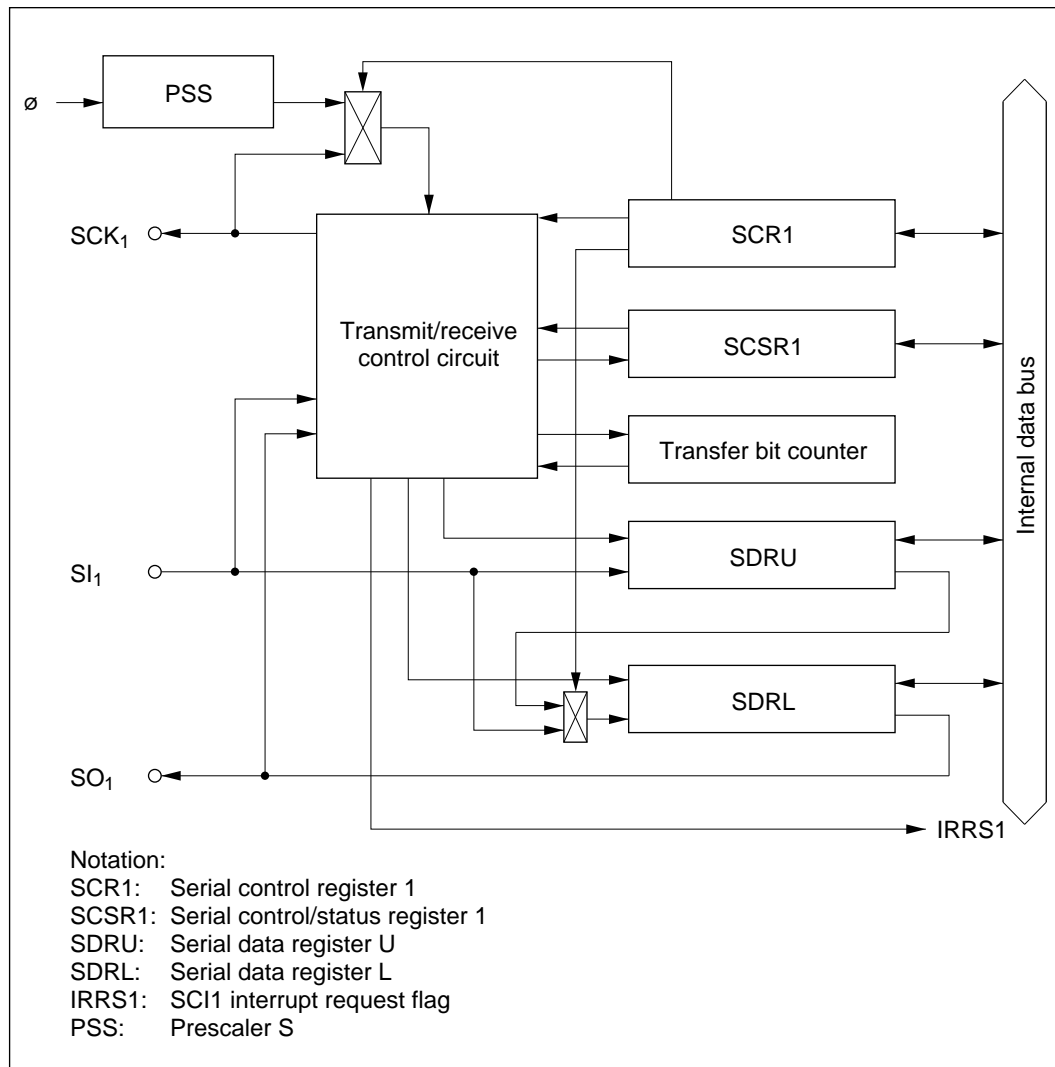 PSS
ø
SCK1
SCR1
Transmit/receive
control circuit
SCSR1
Transfer bit counter
Internal data bus
SI1
SDRU
SDRL
SO1
IRRS1
Notation:
SCR1: Serial control register 1
SCSR1: Serial control/status register 1
SDRU: Serial data register U
SDRL: Serial data register L
IRRS1: SCI1 interrupt request flag
PSS: Prescaler S